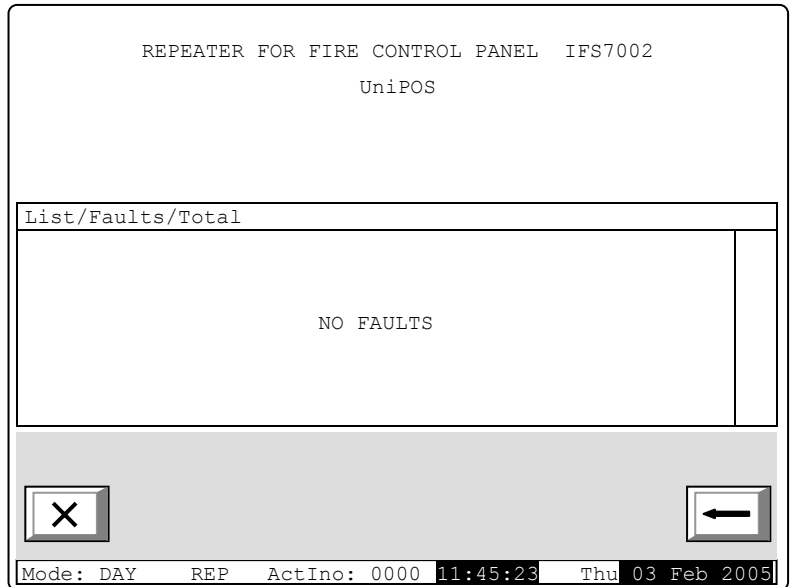 REPEATER FOR FIRE CONTROL PANEL IFS7002
UniPOS
List/Faults/Total
NO FAULTS
Mode: DAY REP ActIno: 0000 11:45:23 Thu 03 Feb 2005